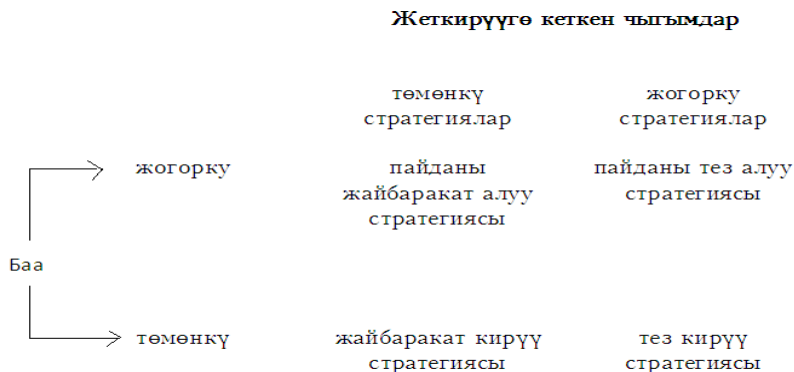 Жеткирүүгө кеткен чыгымдар
төмөнкү жогорку
стратегиялар стратегиялар
жогорку пайданы пайданы тез алуу
жайбаракат алуу стратегиясы
стратегиясы
Баа
төмөнкү жайбаракат кирүү тез кирүү
стратегиясы стратегиясы